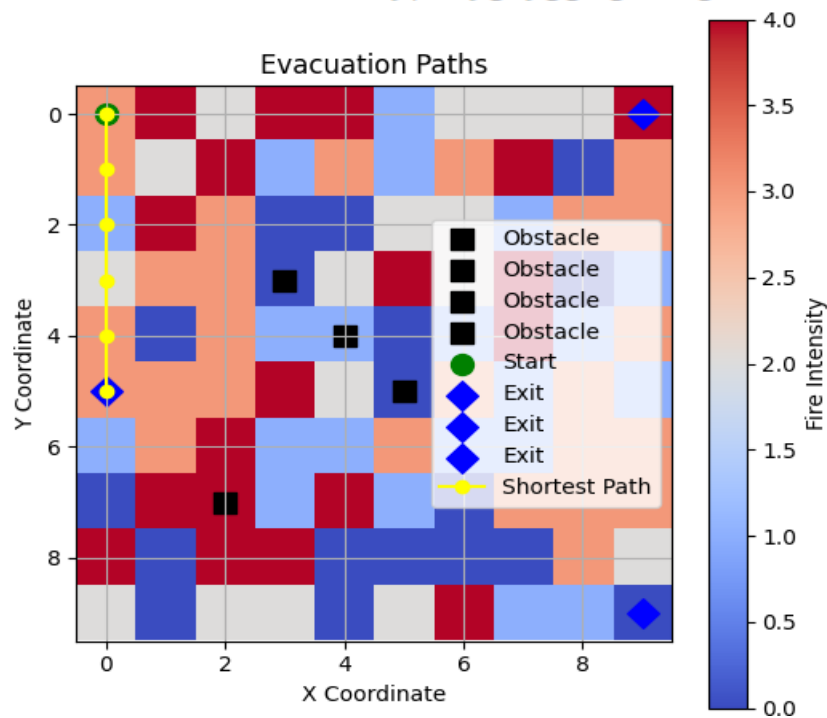 Evacuation Paths
4.0
3.5
3.0
2.5
2.0
1.5
1.0
0.5
0.0
Fire Intensity
0
2
4
6
8
Y Coordinate
0
2
4
6
8
X Coordinate
Obstacle
Obstacle
Obstacle
Obstacle
Start
Exit
Exit
Exit
Shortest Path